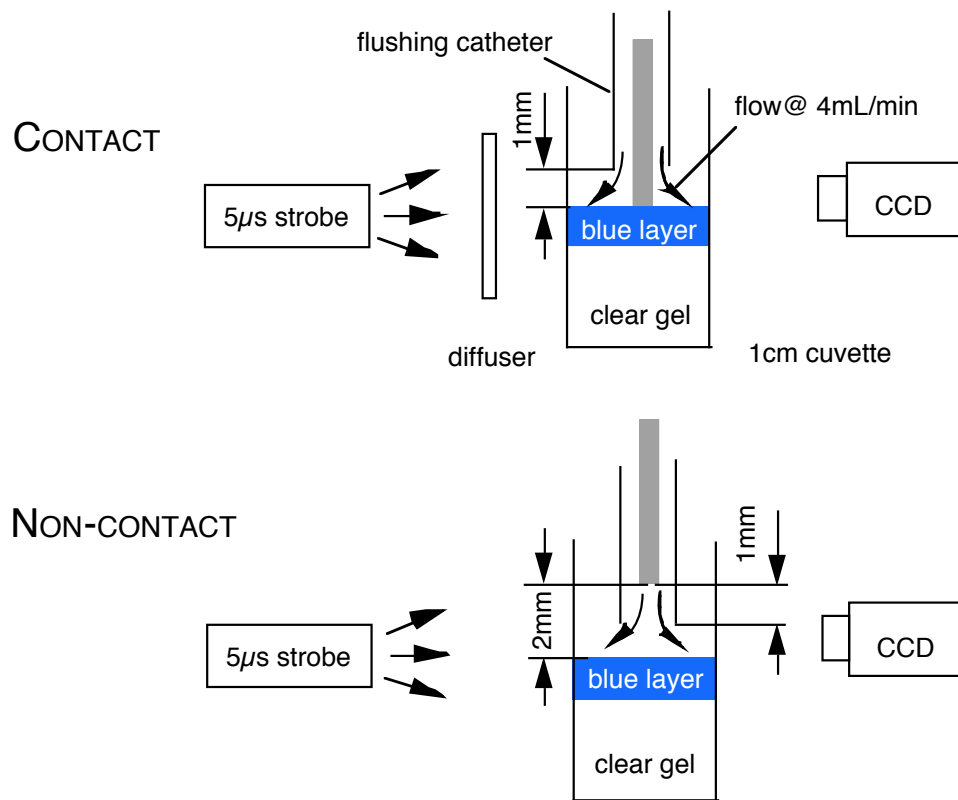 flushing catheter
CONTACT
1mm
flow@ 4mL/min
5µs strobe
CCD
blue layer
clear gel
diffuser
1cm cuvette
NON-CONTACT
1mm
2mm
5µs strobe
CCD
blue layer
clear gel